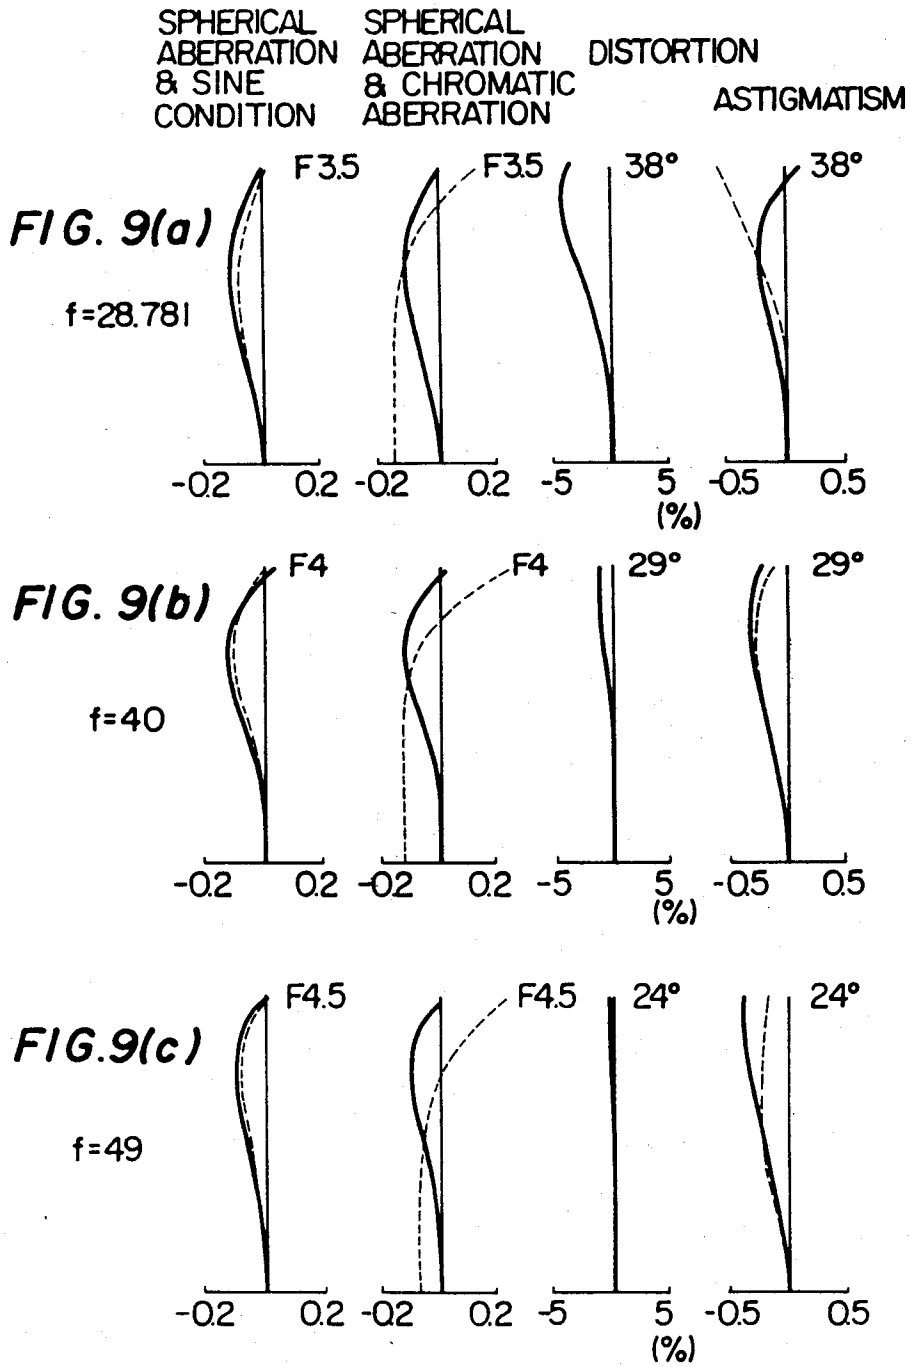 SPHERICAL
ABERRATION
& SINE
CONDITION
SPHERICAL
ABERRATION
& CHROMATIC
ABERRATION
DISTORTION
ASTIGMATISM
FIG. 9(a)
f=28.781
F3.5
F3.5
38°
38°
-0.2 0.2 -0.2 0.2 -5 5 -0.5 0.5
(%)
FIG. 9(b)
f=40
F4
F4
29°
29°
-0.2 0.2 -0.2 0.2 -5 5 -0.5 0.5
(%)
FIG.9(c)
f=49
F4.5
F4.5
24°
24°
-0.2 0.2 -0.2 0.2 -5 5 -0.5 0.5
(%)